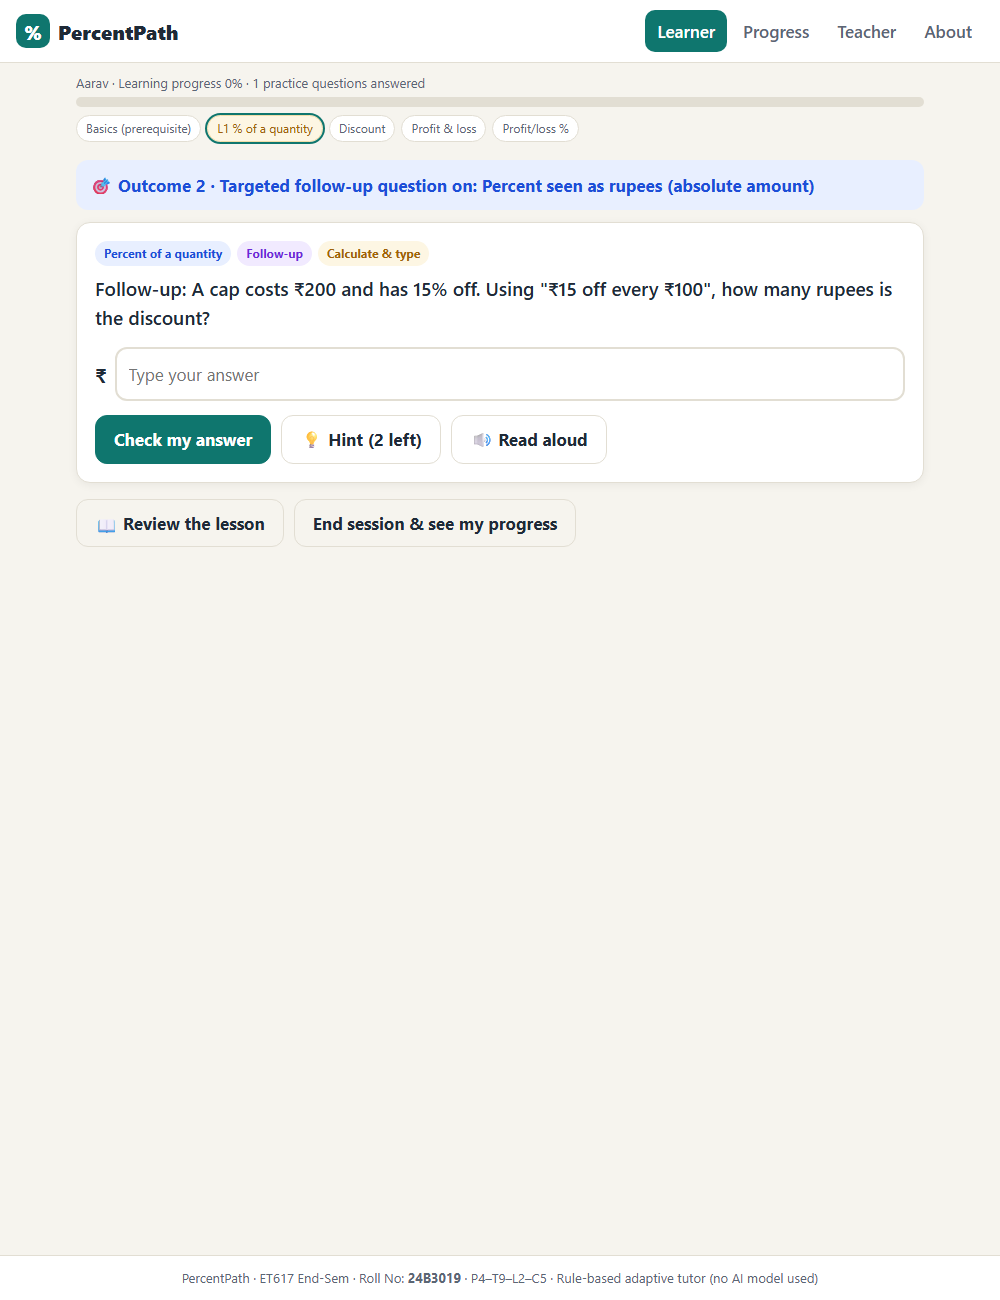 % PercentPath
Learner Progress Teacher About
Aarav · Learning progress 0% · 1 practice questions answered
Basics (prerequisite) L1 % of a quantity Discount Profit & loss Profit/loss %
Outcome 2 · Targeted follow-up question on: Percent seen as rupees (absolute amount)
Percent of a quantity Follow-up Calculate & type
Follow-up: A cap costs ₹200 and has 15% off. Using "₹15 off every ₹100", how many rupees is
the discount?
₹ Type your answer
Check my answer Hint (2 left) Read aloud
Review the lesson End session & see my progress
PercentPath · ET617 End-Sem · Roll No: 24B3019 · P4–T9–L2–C5 · Rule-based adaptive tutor (no AI model used)